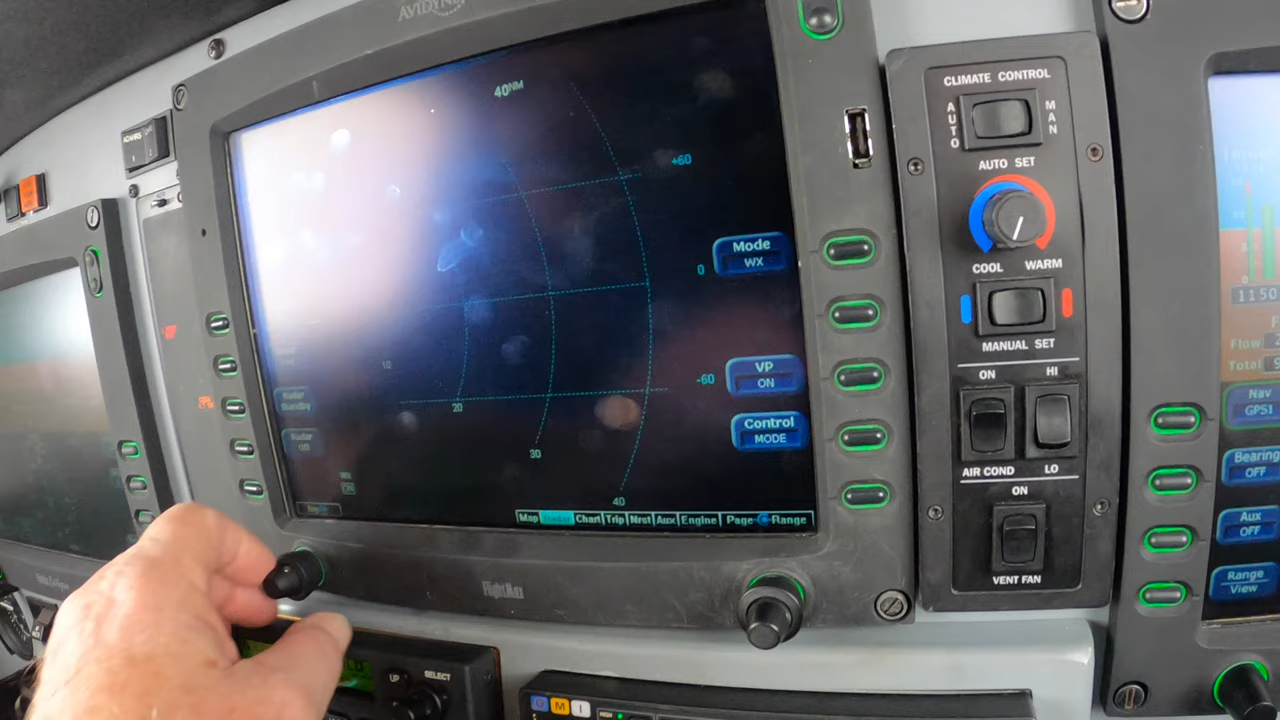 AVIDYNE
40NM
+60
0
-60
10
20
30
40
Mode
WX
VP
ON
Control
MODE
Radar
Standby
Radar
Off
Map
Chart
Trip
Nrst
Aux
Engine
Page
Range
FlightMax
CLIMATE CONTROL
AUTO
MAN
AUTO SET
COOL
WARM
MANUAL SET
ON
HI
AIR COND
LO
ON
VENT FAN
UP
SELECT
O
M
I
HIGH
1150
Flow
Total
Nav
GPS1
Bearing
OFF
Aux
OFF
Range
View